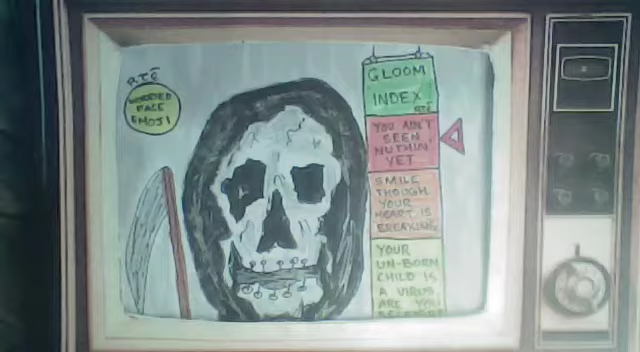 RTÉ
WORRIED
FACE
EMOJI
GLOOM
INDEX
RTÉ
YOU AIN'T
SEEN
NUTHIN'
YET
SMILE
THOUGH
YOUR
HEART IS
BREAKING
YOUR
UN-BORN
CHILD IS
A VIRUS
ARE YOU